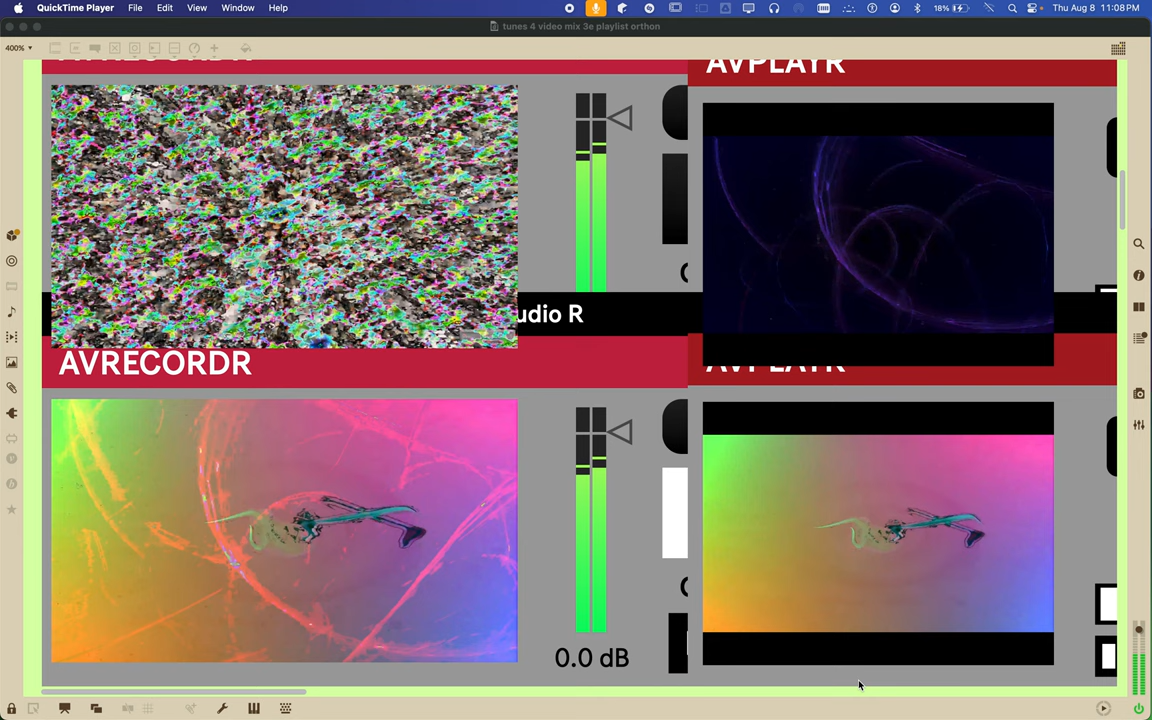 QuickTime Player File Edit View Window Help 18% Thu Aug 8 11:08 PM
tunes 4 video mix 3e playlist orthon
400%
AVPLAYR
udio R
AVRECORDR
0.0 dB